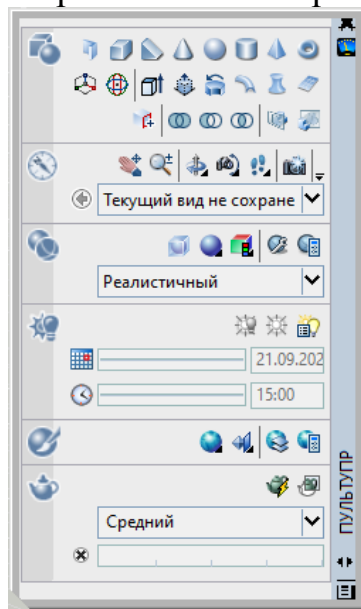 Текущий вид не сохране
Реалистичный
21.09.202
15:00
Средний
ПУЛЬТУПР